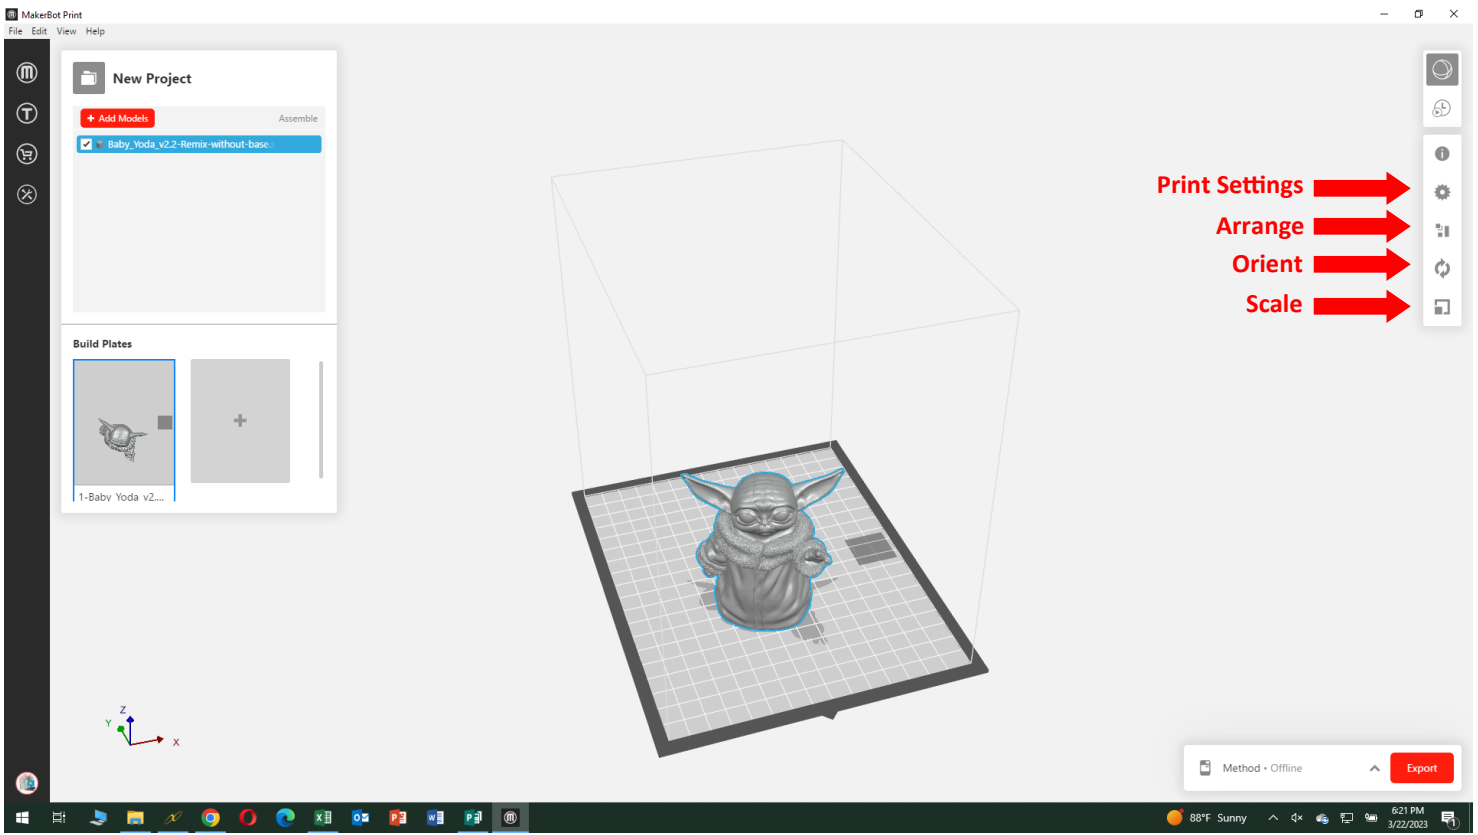 MakerBot Print
File Edit View Help
New Project
+ Add Models
Assemble
Baby_Yoda_v2.2-Remix-without-base.s
Build Plates
1-Baby Yoda v2....
Print Settings
Arrange
Orient
Scale
Z
Y
X
Method • Offline
Export
88°F Sunny
6:21 PM
3/22/2023
1